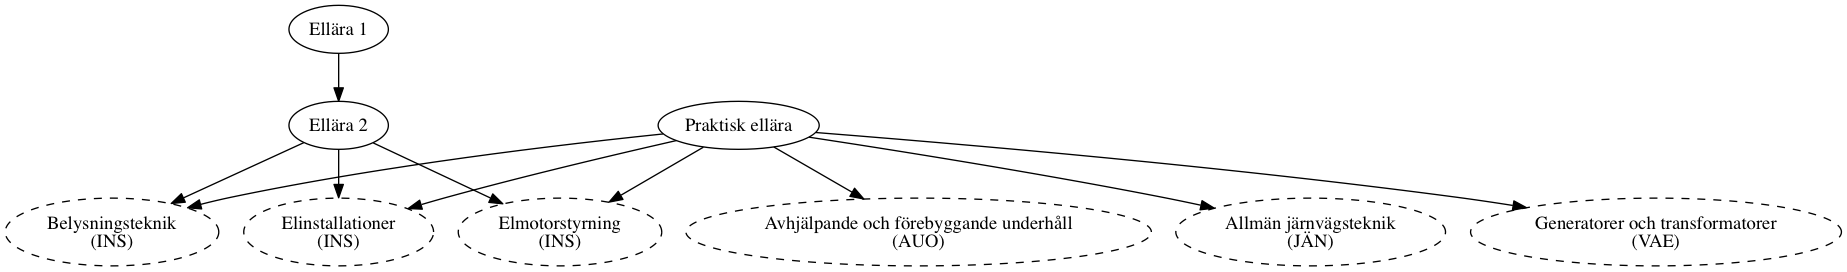 Ellära 1
Ellära 2
Praktisk ellära
Belysningsteknik
(INS)
Elinstallationer
(INS)
Elmotorstyrning
(INS)
Avhjälpande och förebyggande underhåll
(AUO)
Allmän järnvägsteknik
(JÄN)
Generatorer och transformatorer
(VAE)